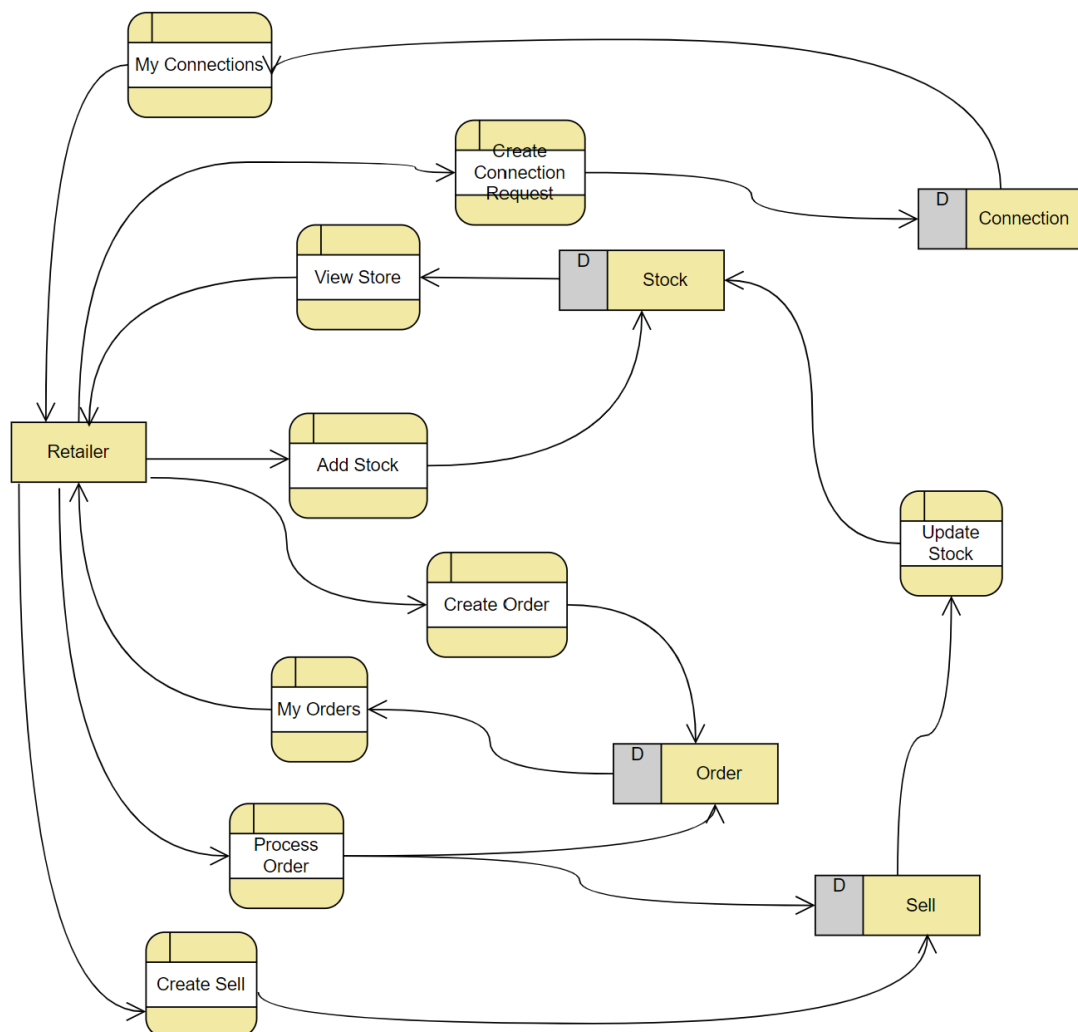 My Connections
Create
Connection
Request
D
Connection
View Store
D
Stock
Retailer
Add Stock
Update
Stock
Create Order
My Orders
D
Order
Process
Order
D
Sell
Create Sell